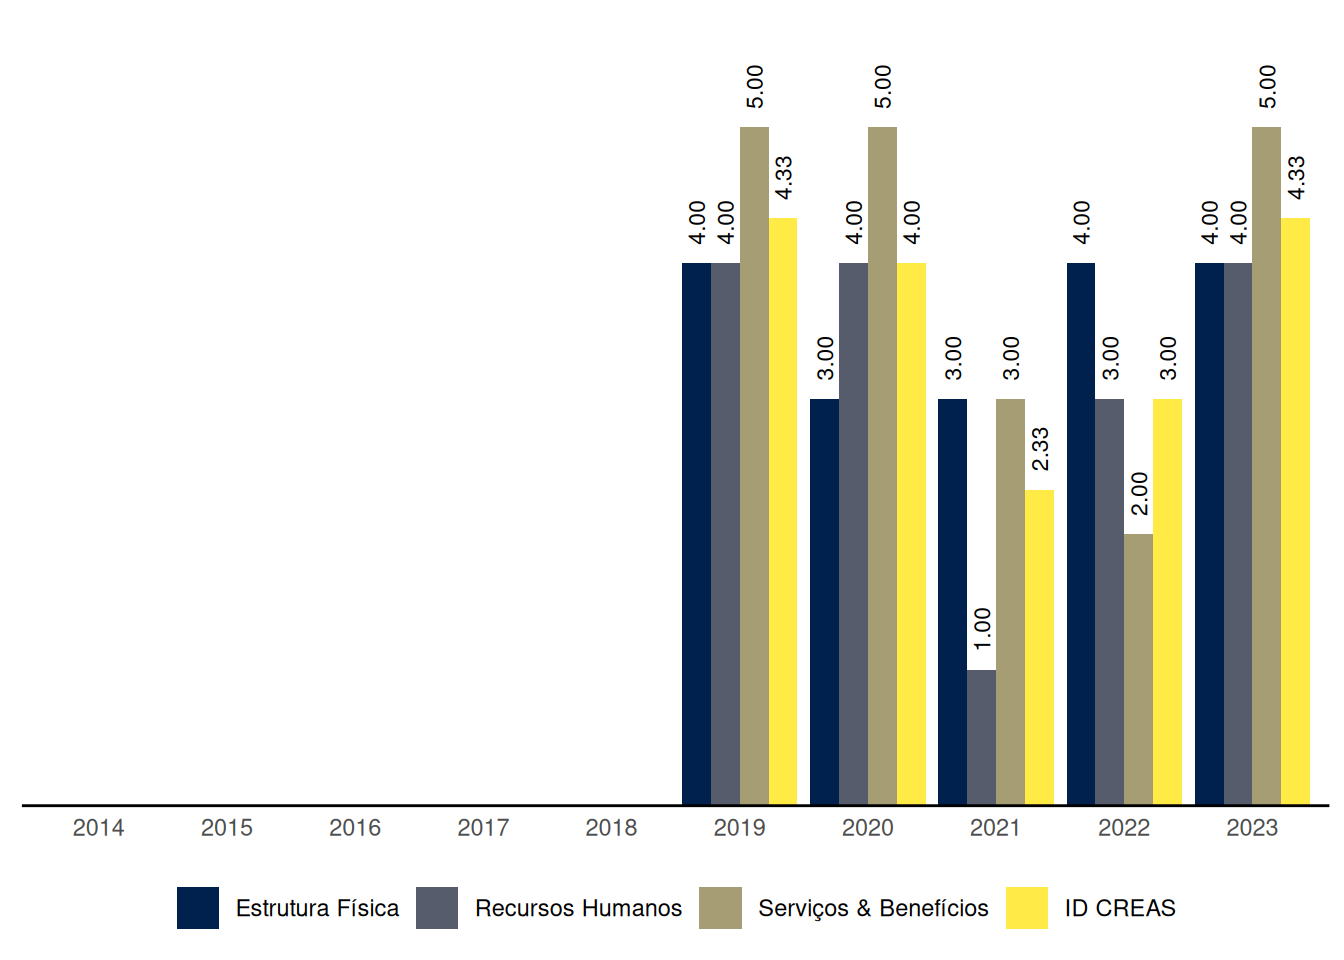 4.00 4.00 5.00 4.33 3.00 4.00 5.00 4.00 3.00 1.00 3.00 2.33 4.00 3.00 2.00 3.00 4.00 4.00 5.00 4.33
2014 2015 2016 2017 2018 2019 2020 2021 2022 2023
Estrutura Física Recursos Humanos Serviços & Benefícios ID CREAS